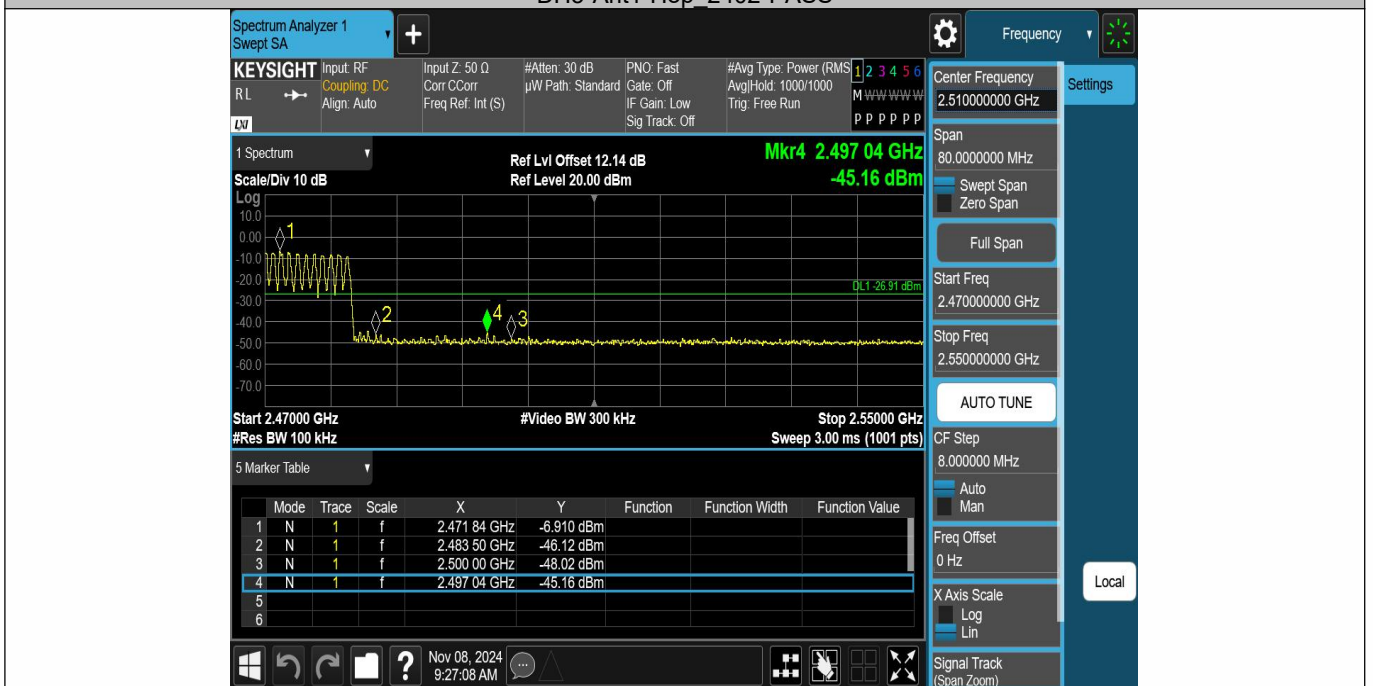 Spectrum Analyzer 1
Swept SA
Frequency
KEYSIGHT
Input: RF
Input Z: 50 Ω
#Atten: 30 dB
PNO: Fast
#Avg Type: Power (RMS
1 2 3 4 5 6
R L
Coupling: DC
Corr CCorr
µW Path: Standard
Gate: Off
Avg|Hold: 1000/1000
M W W W W W
Align: Auto
Freq Ref: Int (S)
IF Gain: Low
Trig: Free Run
LXI
Sig Track: Off
P P P P P P
Center Frequency
2.510000000 GHz
Settings
1 Spectrum
Ref Lvl Offset 12.14 dB
Mkr4 2.497 04 GHz
Scale/Div 10 dB
Ref Level 20.00 dBm
-45.16 dBm
Log
10.0
0.00
-10.0
-20.0
-30.0
-40.0
-50.0
-60.0
-70.0
1
2
4
3
DL1 -26.91 dBm
Start 2.47000 GHz
#Video BW 300 kHz
Stop 2.55000 GHz
#Res BW 100 kHz
Sweep 3.00 ms (1001 pts)
Span
80.0000000 MHz
Swept Span
Zero Span
Full Span
Start Freq
2.470000000 GHz
Stop Freq
2.550000000 GHz
AUTO TUNE
CF Step
8.000000 MHz
Auto
Man
Freq Offset
0 Hz
X Axis Scale
Log
Lin
Signal Track
(Span Zoom)
Local
5 Marker Table
Mode Trace Scale X Y Function Function Width Function Value
1 N 1 f 2.471 84 GHz -6.910 dBm
2 N 1 f 2.483 50 GHz -46.12 dBm
3 N 1 f 2.500 00 GHz -48.02 dBm
4 N 1 f 2.497 04 GHz -45.16 dBm
5
6
?
Nov 08, 2024
9:27:08 AM